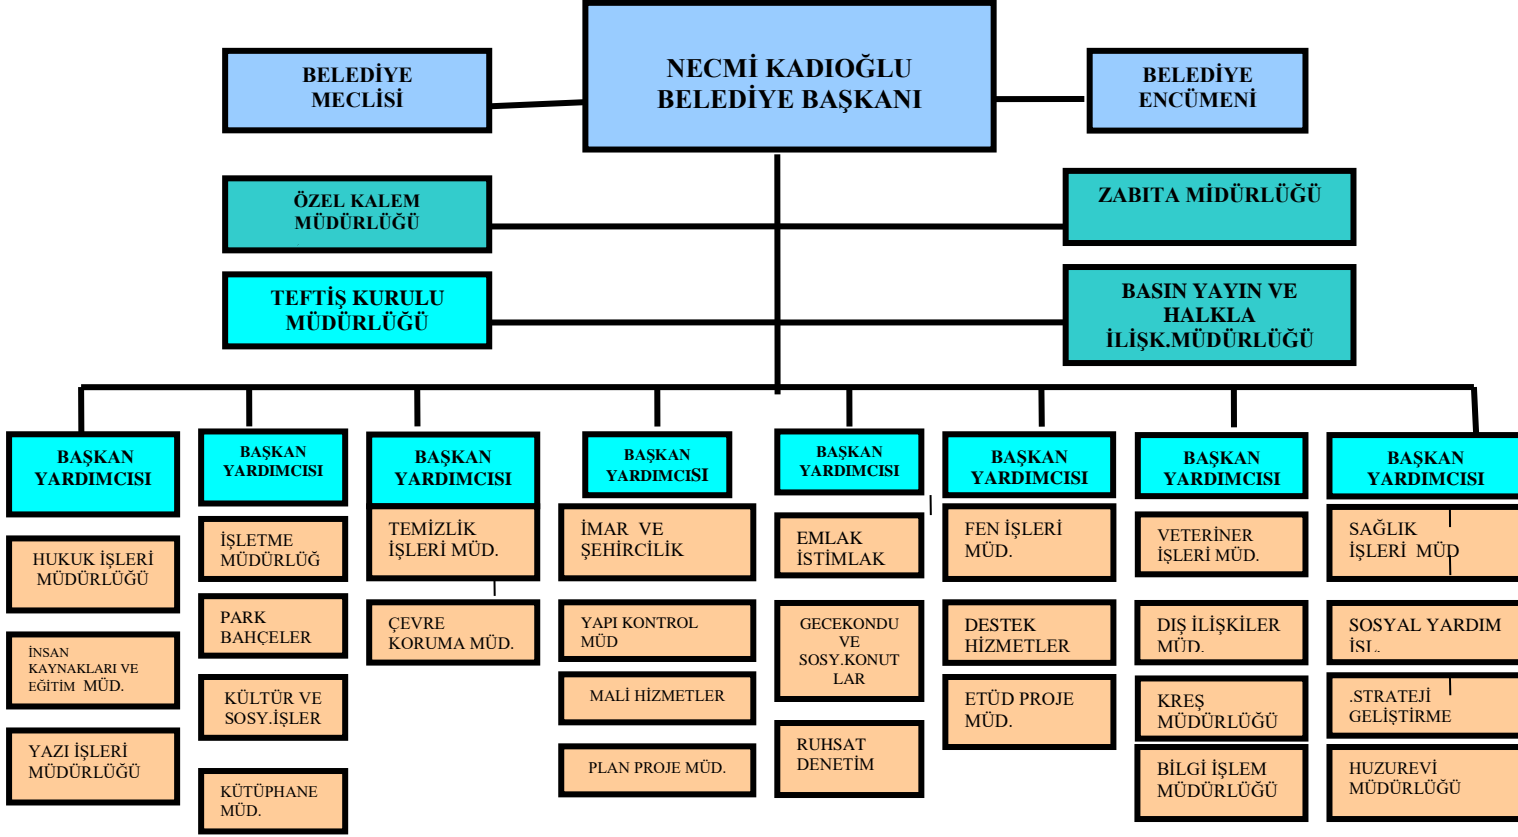 BELEDİYE
MECLİSİ
NECMİ KADIOĞLU
BELEDİYE BAŞKANI
BELEDİYE
ENCÜMENİ
ÖZEL KALEM
MÜDÜRLÜĞÜ
ZABITA MİDÜRLÜĞÜ
TEFTİŞ KURULU
MÜDÜRLÜĞÜ
BASIN YAYIN VE
HALKLA
İLİŞK.MÜDÜRLÜĞÜ
BAŞKAN
YARDIMCISI
HUKUK İŞLERİ
MÜDÜRLÜĞÜ
İNSAN
KAYNAKLARI VE
EĞİTİM MÜD.
YAZI İŞLERİ
MÜDÜRLÜĞÜ
BAŞKAN
YARDIMCISI
İŞLETME
MÜDÜRLÜĞ
PARK
BAHÇELER
KÜLTÜR VE
SOSY.İŞLER
KÜTÜPHANE
MÜD.
BAŞKAN
YARDIMCISI
TEMİZLİK
İŞLERİ MÜD.
ÇEVRE
KORUMA MÜD.
BAŞKAN
YARDIMCISI
İMAR VE
ŞEHİRCİLİK
YAPI KONTROL
MÜD
MALİ HİZMETLER
PLAN PROJE MÜD.
BAŞKAN
YARDIMCISI
EMLAK
İSTİMLAK
GECEKONDU
VE
SOSY.KONUT
LAR
RUHSAT
DENETİM
BAŞKAN
YARDIMCISI
FEN İŞLERİ
MÜD.
DESTEK
HİZMETLER
ETÜD PROJE
MÜD.
BAŞKAN
YARDIMCISI
VETERİNER
İŞLERİ MÜD.
DIŞ İLİŞKİLER
MÜD.
KREŞ
MÜDÜRLÜĞÜ
BİLGİ İŞLEM
MÜDÜRLÜĞÜ
BAŞKAN
YARDIMCISI
SAĞLIK
İŞLERİ MÜD
SOSYAL YARDIM
İŞL.
.STRATEJİ
GELİŞTİRME
HUZUREVİ
MÜDÜRLÜĞÜ